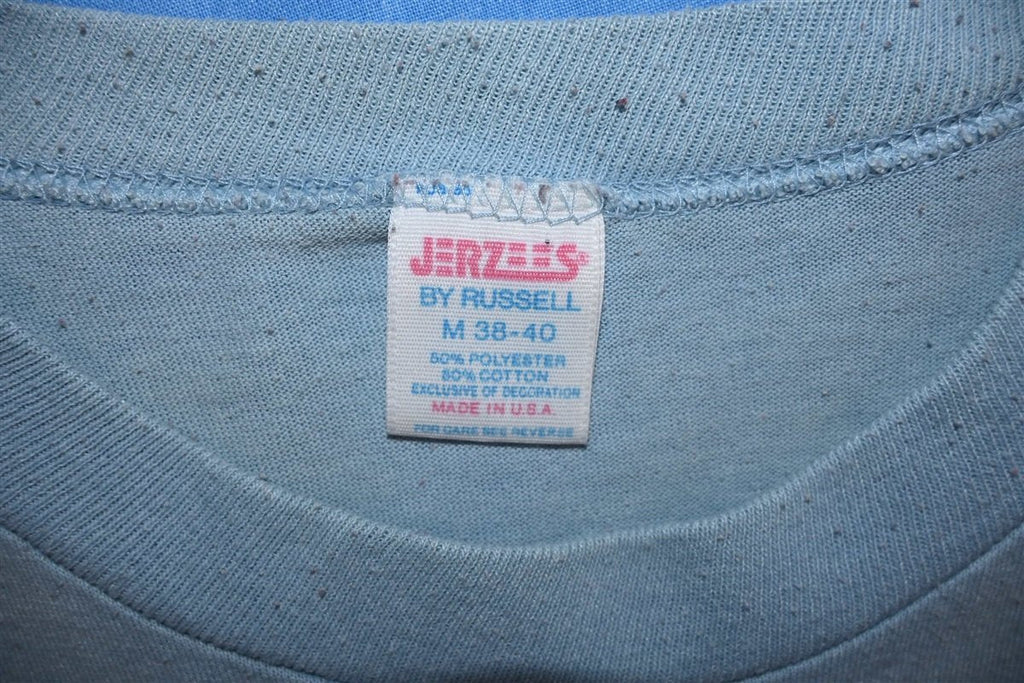 JERZEES
BY RUSSELL
M 38-40
50% POLYESTER
50% COTTON
EXCLUSIVE OF DECORATION
MADE IN U.S.A.
FOR CARE SEE REVERSE